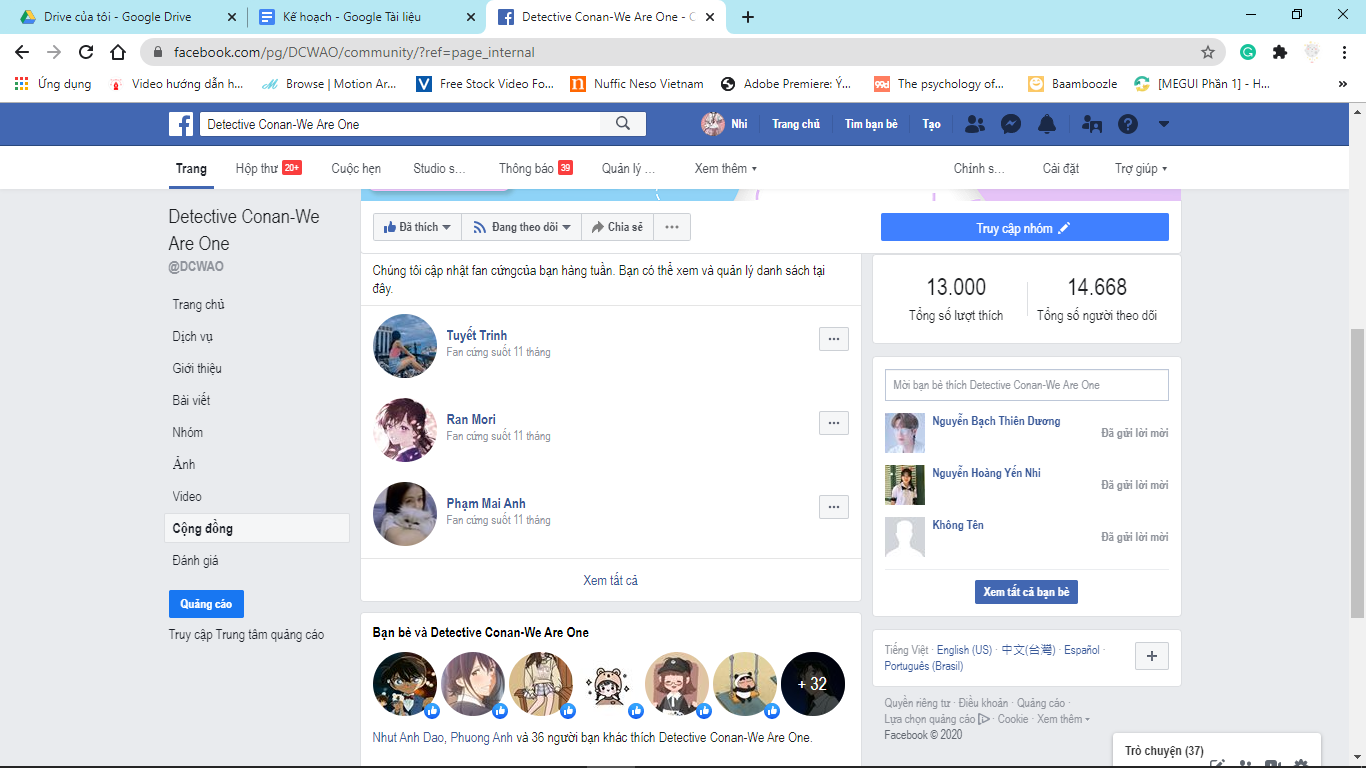 Drive của tôi - Google Drive
Kế hoạch - Google Tài liệu
Detective Conan-We Are One - C
facebook.com/pg/DCWAO/community/?ref=page_internal
Ứng dụng
Video hướng dẫn h...
Browse | Motion Ar...
Free Stock Video Fo...
Nuffic Neso Vietnam
Adobe Premiere: Ý...
The psychology of...
Baamboozle
[MEGUI Phần 1] - H...
Detective Conan-We Are One
Nhi
Trang chủ
Tìm bạn bè
Tạo
Trang
Hộp thư 20+
Cuộc hẹn
Studio s...
Thông báo 39
Quản lý ...
Xem thêm
Chính s...
Cài đặt
Trợ giúp
Detective Conan-We
Are One
@DCWAO
Trang chủ
Dịch vụ
Giới thiệu
Bài viết
Nhóm
Ảnh
Video
Cộng đồng
Đánh giá
Quảng cáo
Truy cập Trung tâm quảng cáo
Đã thích
Đang theo dõi
Chia sẻ
Truy cập nhóm
Chúng tôi cập nhật fan cứngcủa bạn hàng tuần. Bạn có thể xem và quản lý danh sách tại
đây.
Tuyết Trinh
Fan cứng suốt 11 tháng
Ran Mori
Fan cứng suốt 11 tháng
Phạm Mai Anh
Fan cứng suốt 11 tháng
Xem tất cả
Bạn bè và Detective Conan-We Are One
+ 32
Nhut Anh Dao, Phuong Anh và 36 người bạn khác thích Detective Conan-We Are One.
13.000
Tổng số lượt thích
14.668
Tổng số người theo dõi
Mời bạn bè thích Detective Conan-We Are One
Nguyễn Bạch Thiên Dương
Đã gửi lời mời
Nguyễn Hoàng Yến Nhi
Đã gửi lời mời
Không Tên
Đã gửi lời mời
Xem tất cả bạn bè
Tiếng Việt · English (US) · 中文(台灣) · Español ·
Português (Brasil)
Quyền riêng tư · Điều khoản · Quảng cáo ·
Lựa chọn quảng cáo · Cookie · Xem thêm
Facebook © 2020
Trò chuyện (37)